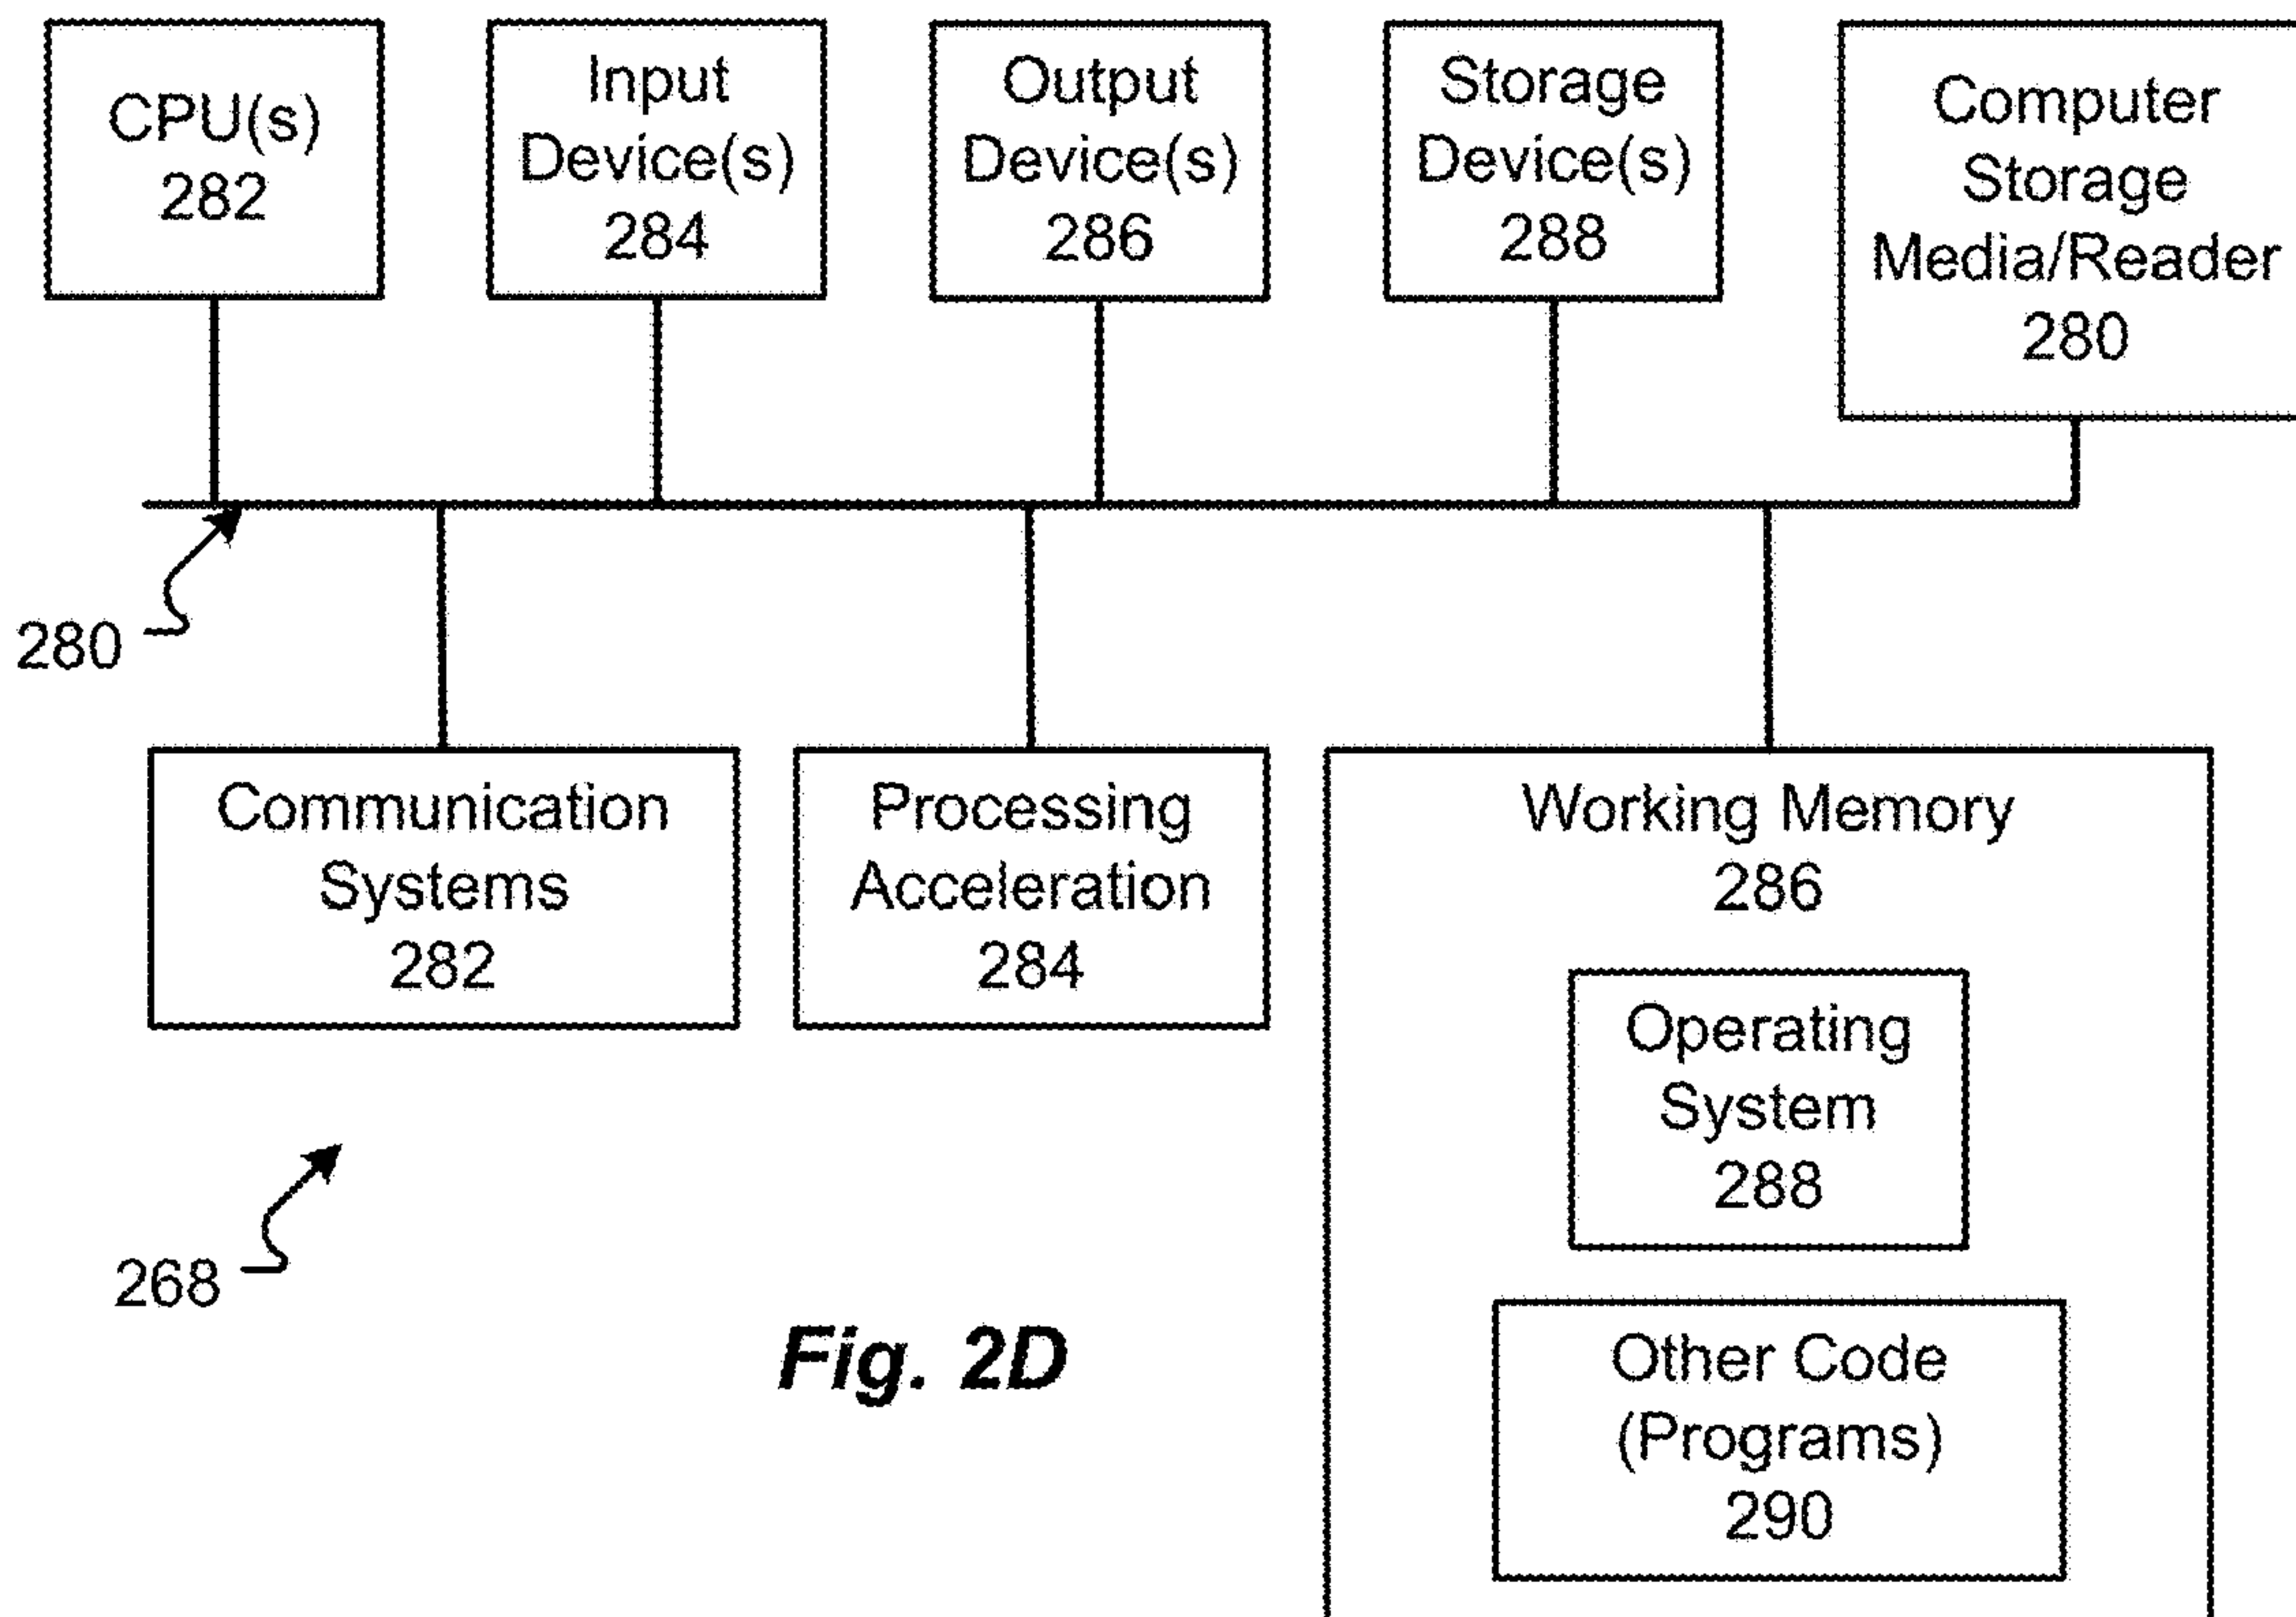 CPU(s)
282
Input
Device(s)
284
Output
Device(s)
286
Storage
Device(s)
288
Computer
Storage
Media/Reader
280
280
Communication
Systems
282
Processing
Acceleration
284
Working Memory
286
Operating
System
288
Other Code
(Programs)
290
268
Fig. 2D